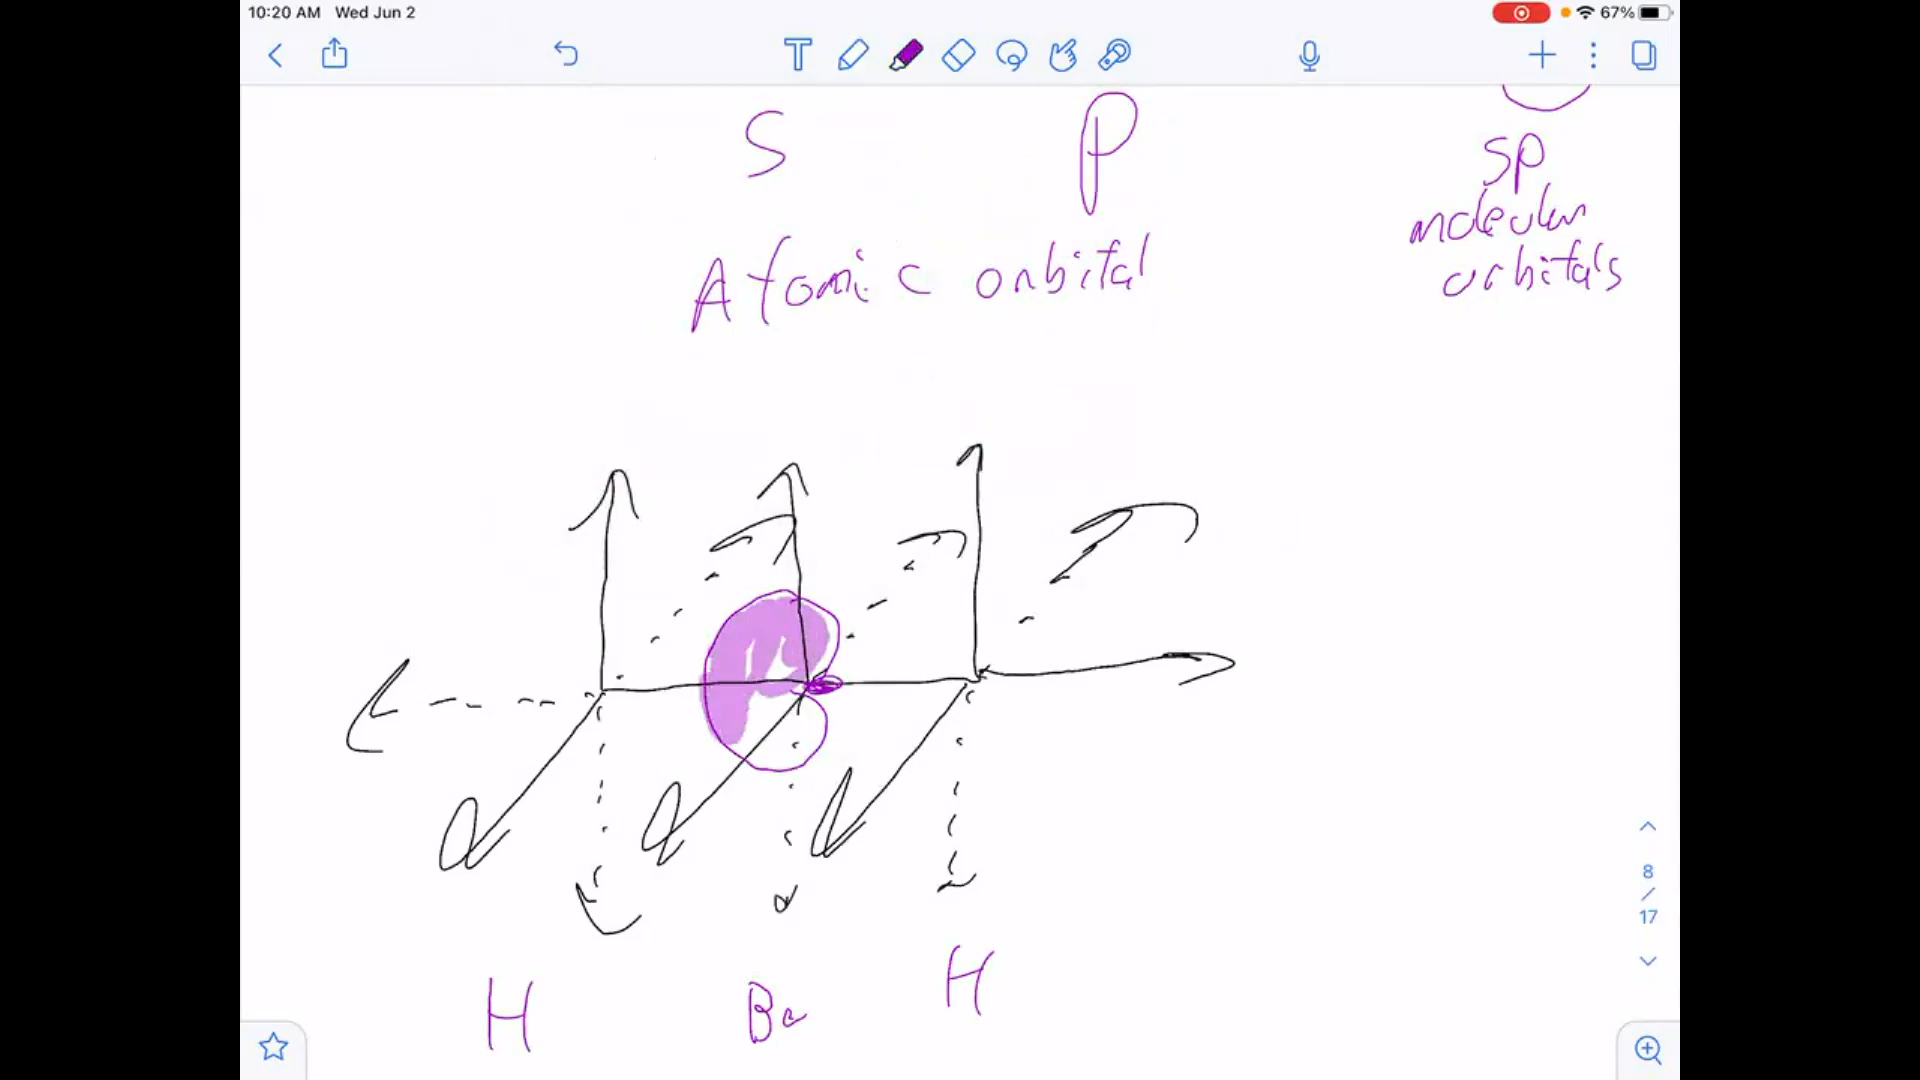 10:20 AM Wed Jun 2
67%
T
S P
sp
molecular
orbitals
Atomic orbital
8
/
17
H Be H